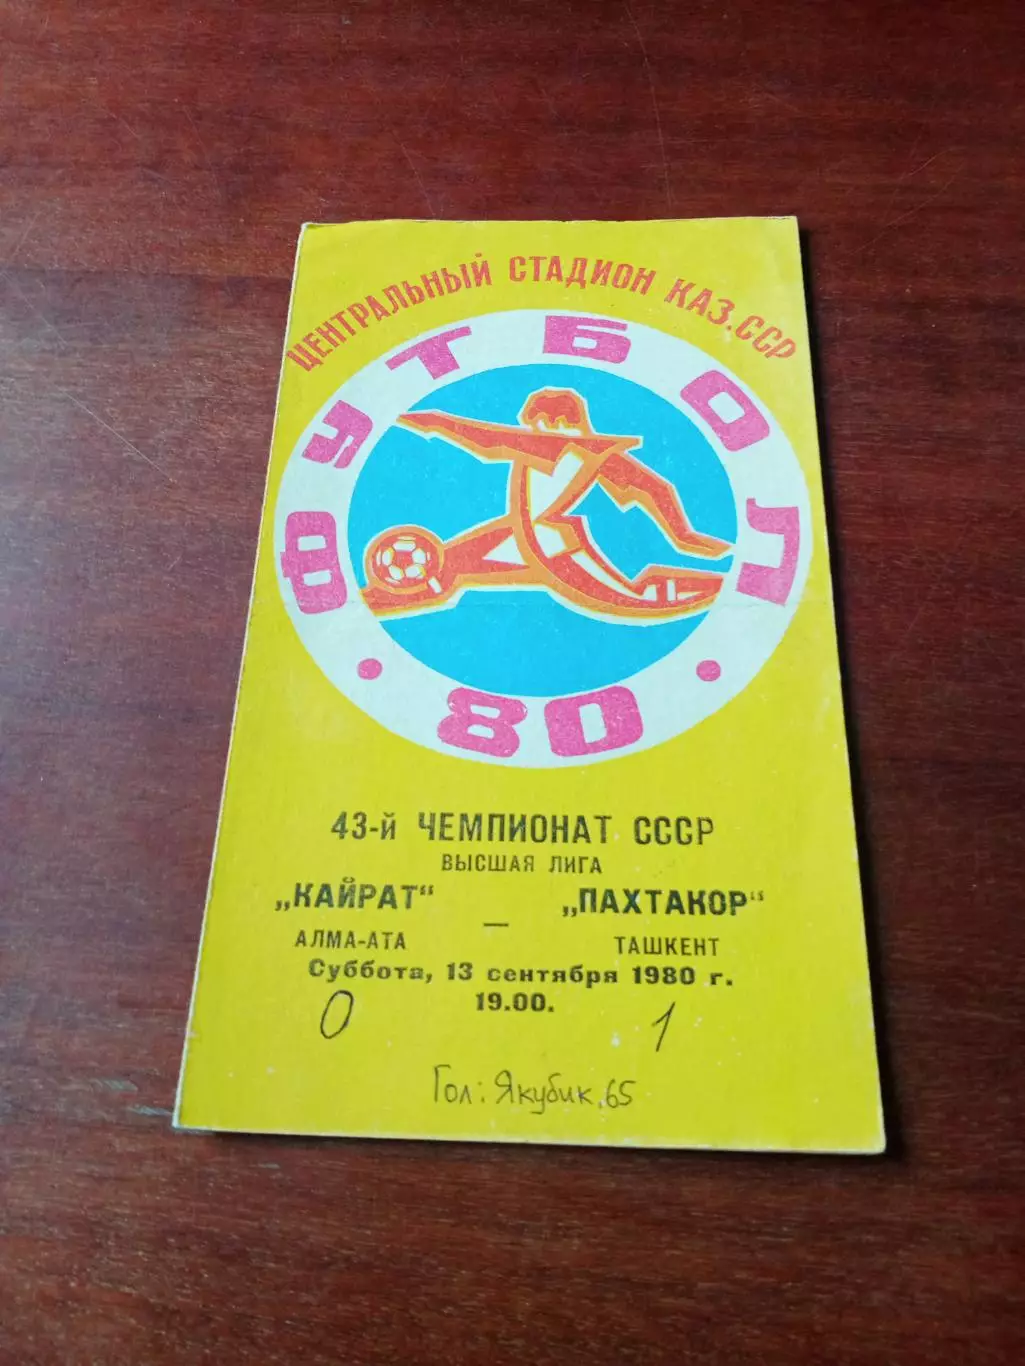 ЦЕНТРАЛЬНЫЙ СТАДИОН КАЗ.ССР
ФУТБОЛ
· 80 ·
43-й ЧЕМПИОНАТ СССР
ВЫСШАЯ ЛИГА
„КАЙРАТ“ — „ПАХТАКОР“
АЛМА-АТА ТАШКЕНТ
Суббота, 13 сентября 1980 г.
19.00.
0 1
Гол: Якубик, 65